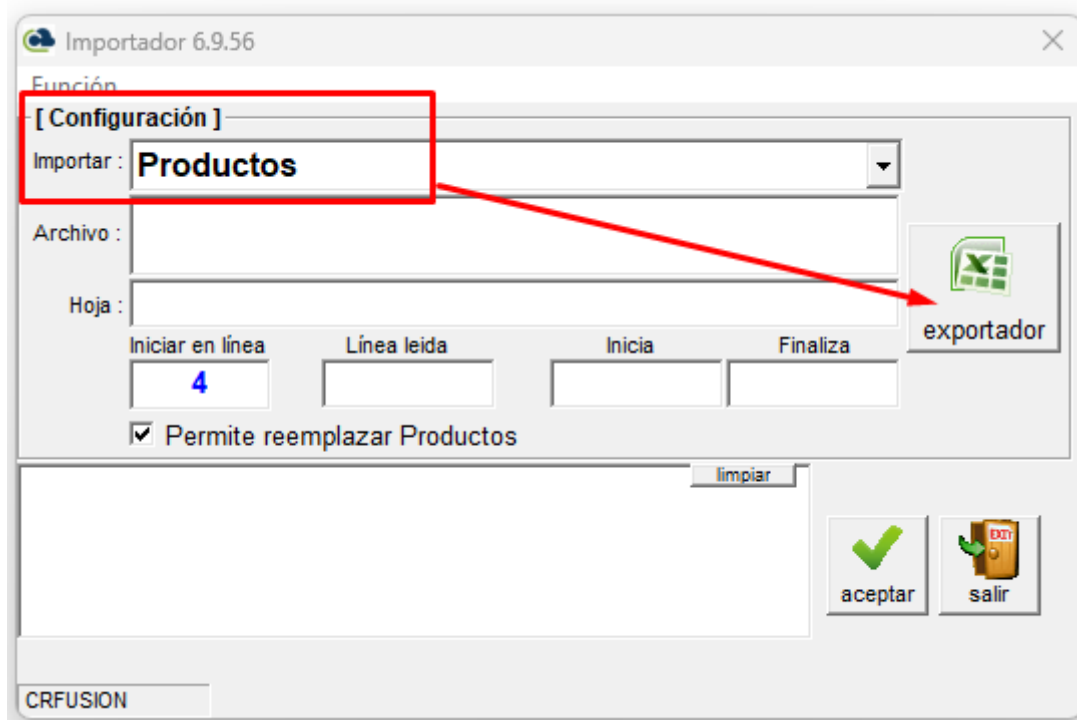 Importador 6.9.56
Función
[ Configuración ]
Importar : Productos
Archivo :
exportador
Hoja :
Iniciar en línea Línea leida Inicia Finaliza
4
Permite reemplazar Productos
limpiar
EXIT
aceptar salir
CRFUSION